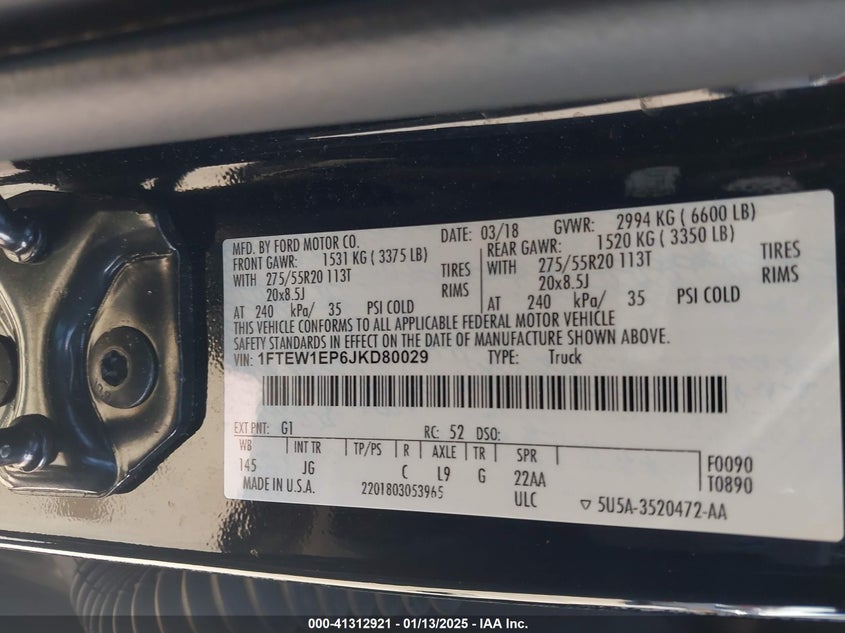 MFD. BY FORD MOTOR CO. DATE: 03/18 GVWR: 2994 KG ( 6600 LB)
FRONT GAWR: 1531 KG ( 3375 LB) REAR GAWR: 1520 KG ( 3350 LB)
WITH 275/55R20 113T TIRES WITH 275/55R20 113T TIRES
20x8.5J RIMS 20x8.5J RIMS
AT 240 kPa/ 35 PSI COLD AT 240 kPa/ 35 PSI COLD
THIS VEHICLE CONFORMS TO ALL APPLICABLE FEDERAL MOTOR VEHICLE
SAFETY STANDARDS IN EFFECT ON THE DATE OF MANUFACTURE SHOWN ABOVE.
VIN: 1FTEW1EP6JKD80029 TYPE: Truck
EXT PNT: G1 RC: 52 DSO:
WB INT TR TP/PS R AXLE TR SPR
145 JG C L9 G 22AA F0090
MADE IN U.S.A. 2201803053965 ULC T0890
▽ 5U5A-3520472-AA
000-41312921 - 01/13/2025 - IAA Inc.